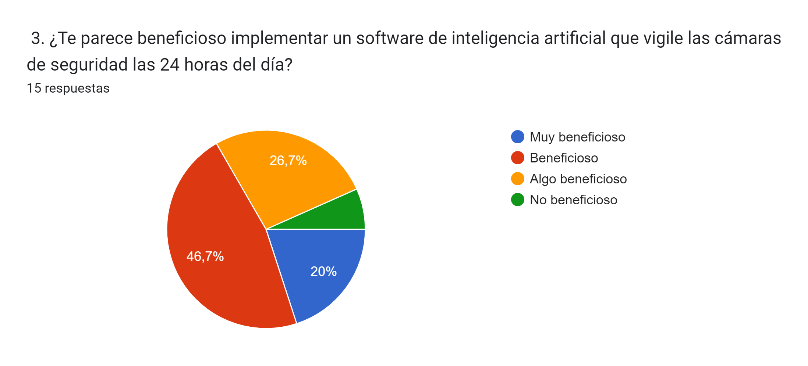 3. ¿Te parece beneficioso implementar un software de inteligencia artificial que vigile las cámaras
de seguridad las 24 horas del día?
15 respuestas
Muy beneficioso
Beneficioso
Algo beneficioso
No beneficioso
26,7%
46,7%
20%